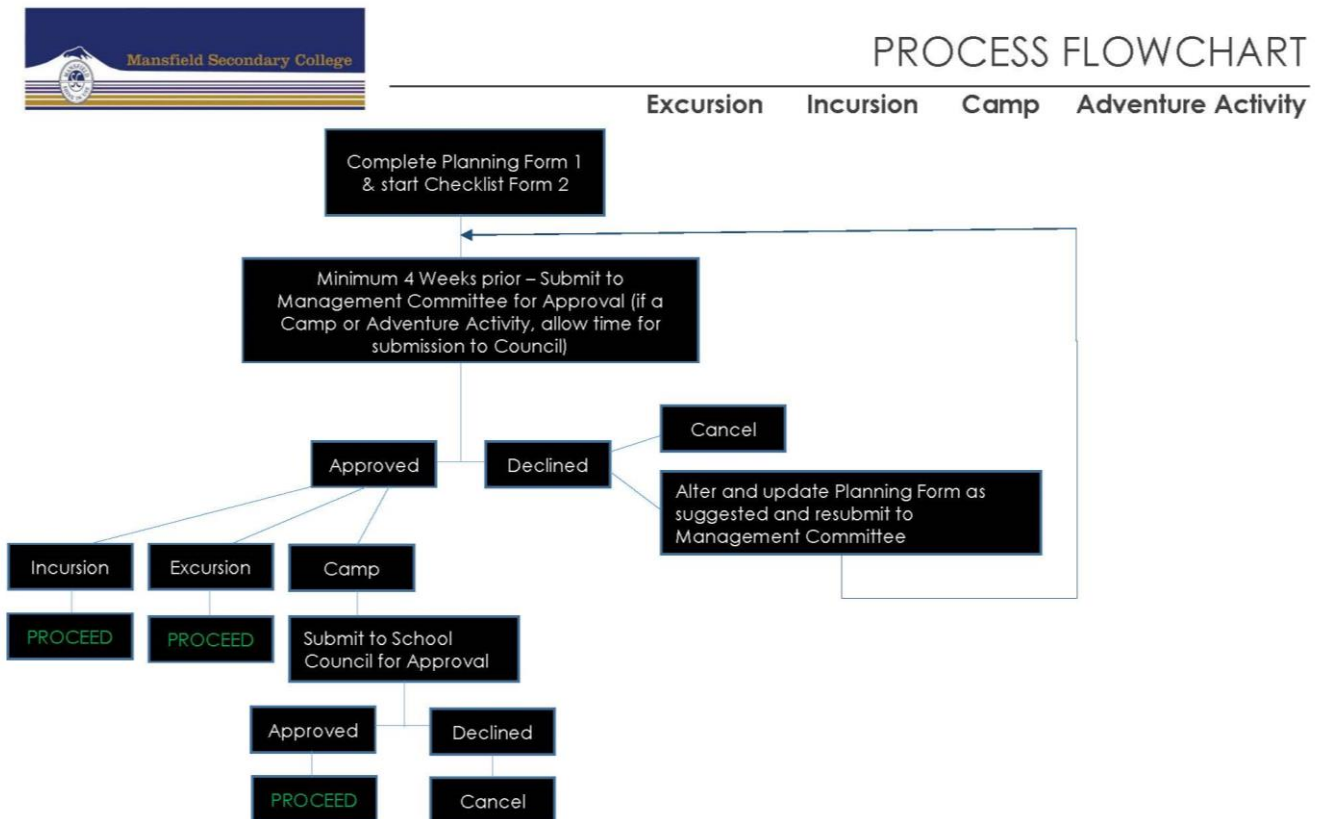 Mansfield Secondary College
PROCESS FLOWCHART
Excursion Incursion Camp Adventure Activity
Complete Planning Form 1
& start Checklist Form 2
Minimum 4 Weeks prior – Submit to
Management Committee for Approval (if a
Camp or Adventure Activity, allow time for
submission to Council)
Approved
Declined
Cancel
Alter and update Planning Form as
suggested and resubmit to
Management Committee
Incursion
Excursion
Camp
PROCEED
PROCEED
Submit to School
Council for Approval
Approved
Declined
PROCEED
Cancel